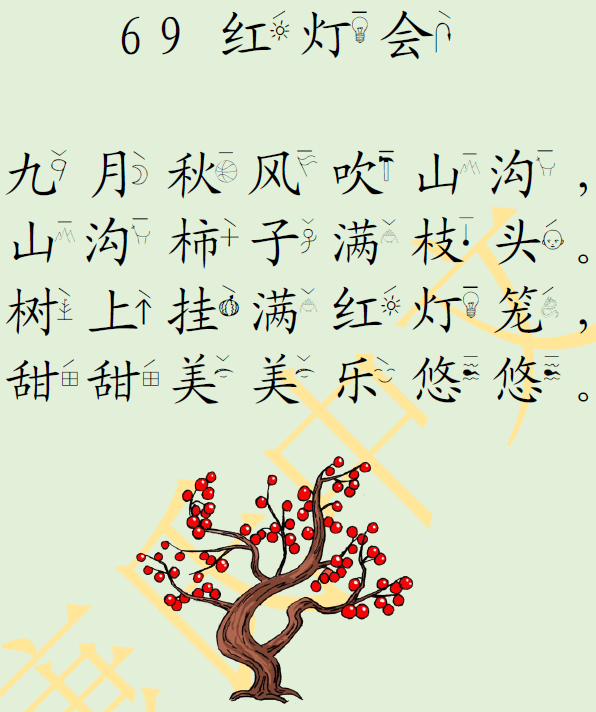 69 红灯会
九月秋风吹山沟，
山沟柿子满枝头。
树上挂满红灯笼，
甜甜美美乐悠悠。